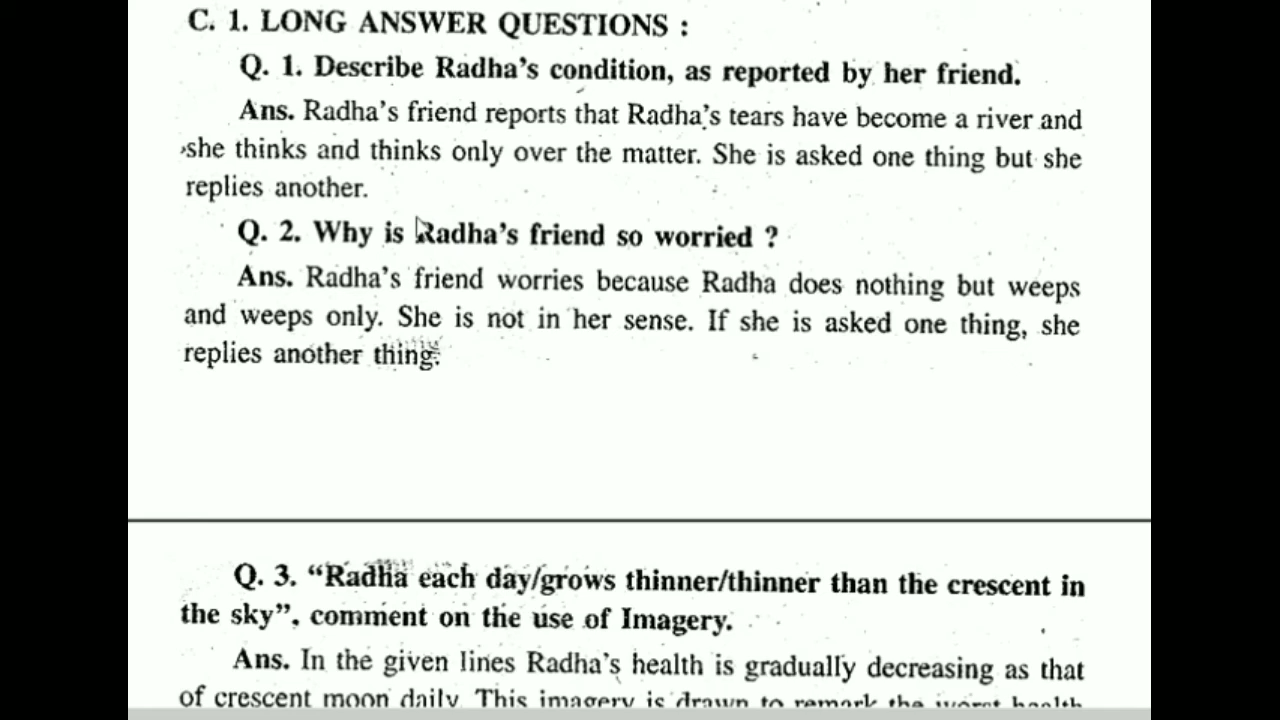 C. 1. LONG ANSWER QUESTIONS :
Q. 1. Describe Radha's condition, as reported by her friend.
Ans. Radha's friend reports that Radha's tears have become a river and
she thinks and thinks only over the matter. She is asked one thing but she
replies another.
Q. 2. Why is Radha's friend so worried ?
Ans. Radha's friend worries because Radha does nothing but weeps
and weeps only. She is not in her sense. If she is asked one thing, she
replies another thing.
Q. 3. “Radha each day/grows thinner/thinner than the crescent in
the sky”, comment on the use of Imagery.
Ans. In the given lines Radha's health is gradually decreasing as that
of crescent moon daily. This imagery is drawn to remark the worst health